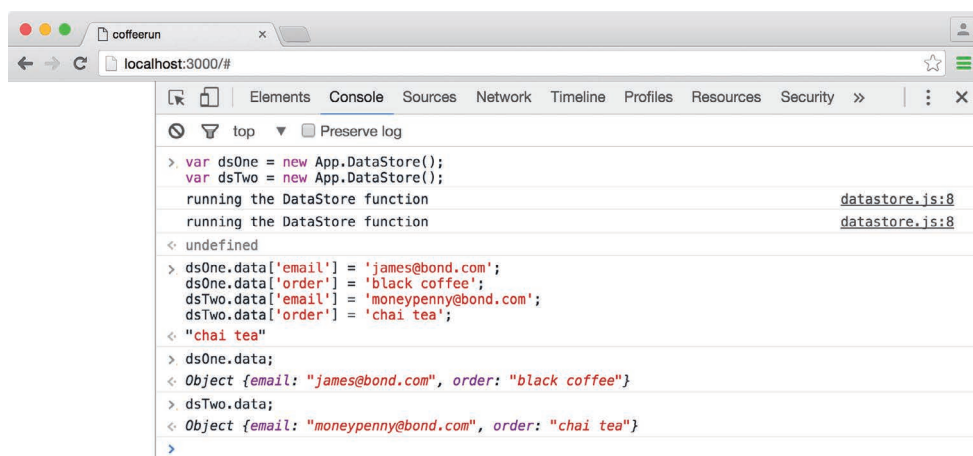 coffeerun
localhost:3000/#
Elements Console Sources Network Timeline Profiles Resources Security »
top ▼ Preserve log
> var dsOne = new App.DataStore();
var dsTwo = new App.DataStore();
running the DataStore function datastore.js:8
running the DataStore function datastore.js:8
< undefined
> dsOne.data['email'] = 'james@bond.com';
dsOne.data['order'] = 'black coffee';
dsTwo.data['email'] = 'moneypenny@bond.com';
dsTwo.data['order'] = 'chai tea';
< "chai tea"
> dsOne.data;
< Object {email: "james@bond.com", order: "black coffee"}
> dsTwo.data;
< Object {email: "moneypenny@bond.com", order: "chai tea"}
>